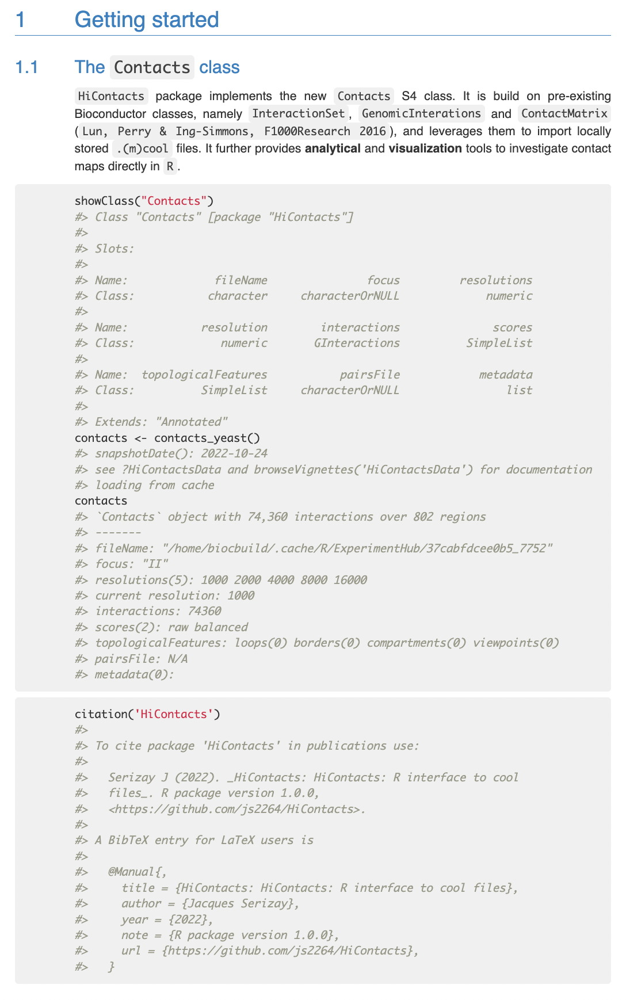 1 Getting started
1.1 The Contacts class
HiContacts package implements the new Contacts S4 class. It is build on pre-existing
Bioconductor classes, namely InteractionSet, GenomicInterations and ContactMatrix
(Lun, Perry & Ing-Simmons, F1000Research 2016), and leverages them to import locally
stored .(m)cool files. It further provides analytical and visualization tools to investigate contact
maps directly in R.
showClass("Contacts")
#> Class "Contacts" [package "HiContacts"]
#>
#> Slots:
#>
#> Name:             fileName               focus         resolutions
#> Class:           character     characterOrNULL             numeric
#>
#> Name:           resolution        interactions              scores
#> Class:             numeric       GInteractions          SimpleList
#>
#> Name:  topologicalFeatures           pairsFile            metadata
#> Class:          SimpleList     characterOrNULL                list
#>
#> Extends: "Annotated"
contacts <- contacts_yeast()
#> snapshotDate(): 2022-10-24
#> see ?HiContactsData and browseVignettes('HiContactsData') for documentation
#> loading from cache
contacts
#> `Contacts` object with 74,360 interactions over 802 regions
#> -------
#> fileName: "/home/biocbuild/.cache/R/ExperimentHub/37cabfdcee0b5_7752"
#> focus: "II"
#> resolutions(5): 1000 2000 4000 8000 16000
#> current resolution: 1000
#> interactions: 74360
#> scores(2): raw balanced
#> topologicalFeatures: loops(0) borders(0) compartments(0) viewpoints(0)
#> pairsFile: N/A
#> metadata(0):
citation('HiContacts')
#>
#> To cite package 'HiContacts' in publications use:
#>
#>   Serizay J (2022). _HiContacts: HiContacts: R interface to cool
#>   files_. R package version 1.0.0,
#>   <https://github.com/js2264/HiContacts>.
#>
#> A BibTeX entry for LaTeX users is
#>
#>   @Manual{,
#>     title = {HiContacts: HiContacts: R interface to cool files},
#>     author = {Jacques Serizay},
#>     year = {2022},
#>     note = {R package version 1.0.0},
#>     url = {https://github.com/js2264/HiContacts},
#>   }